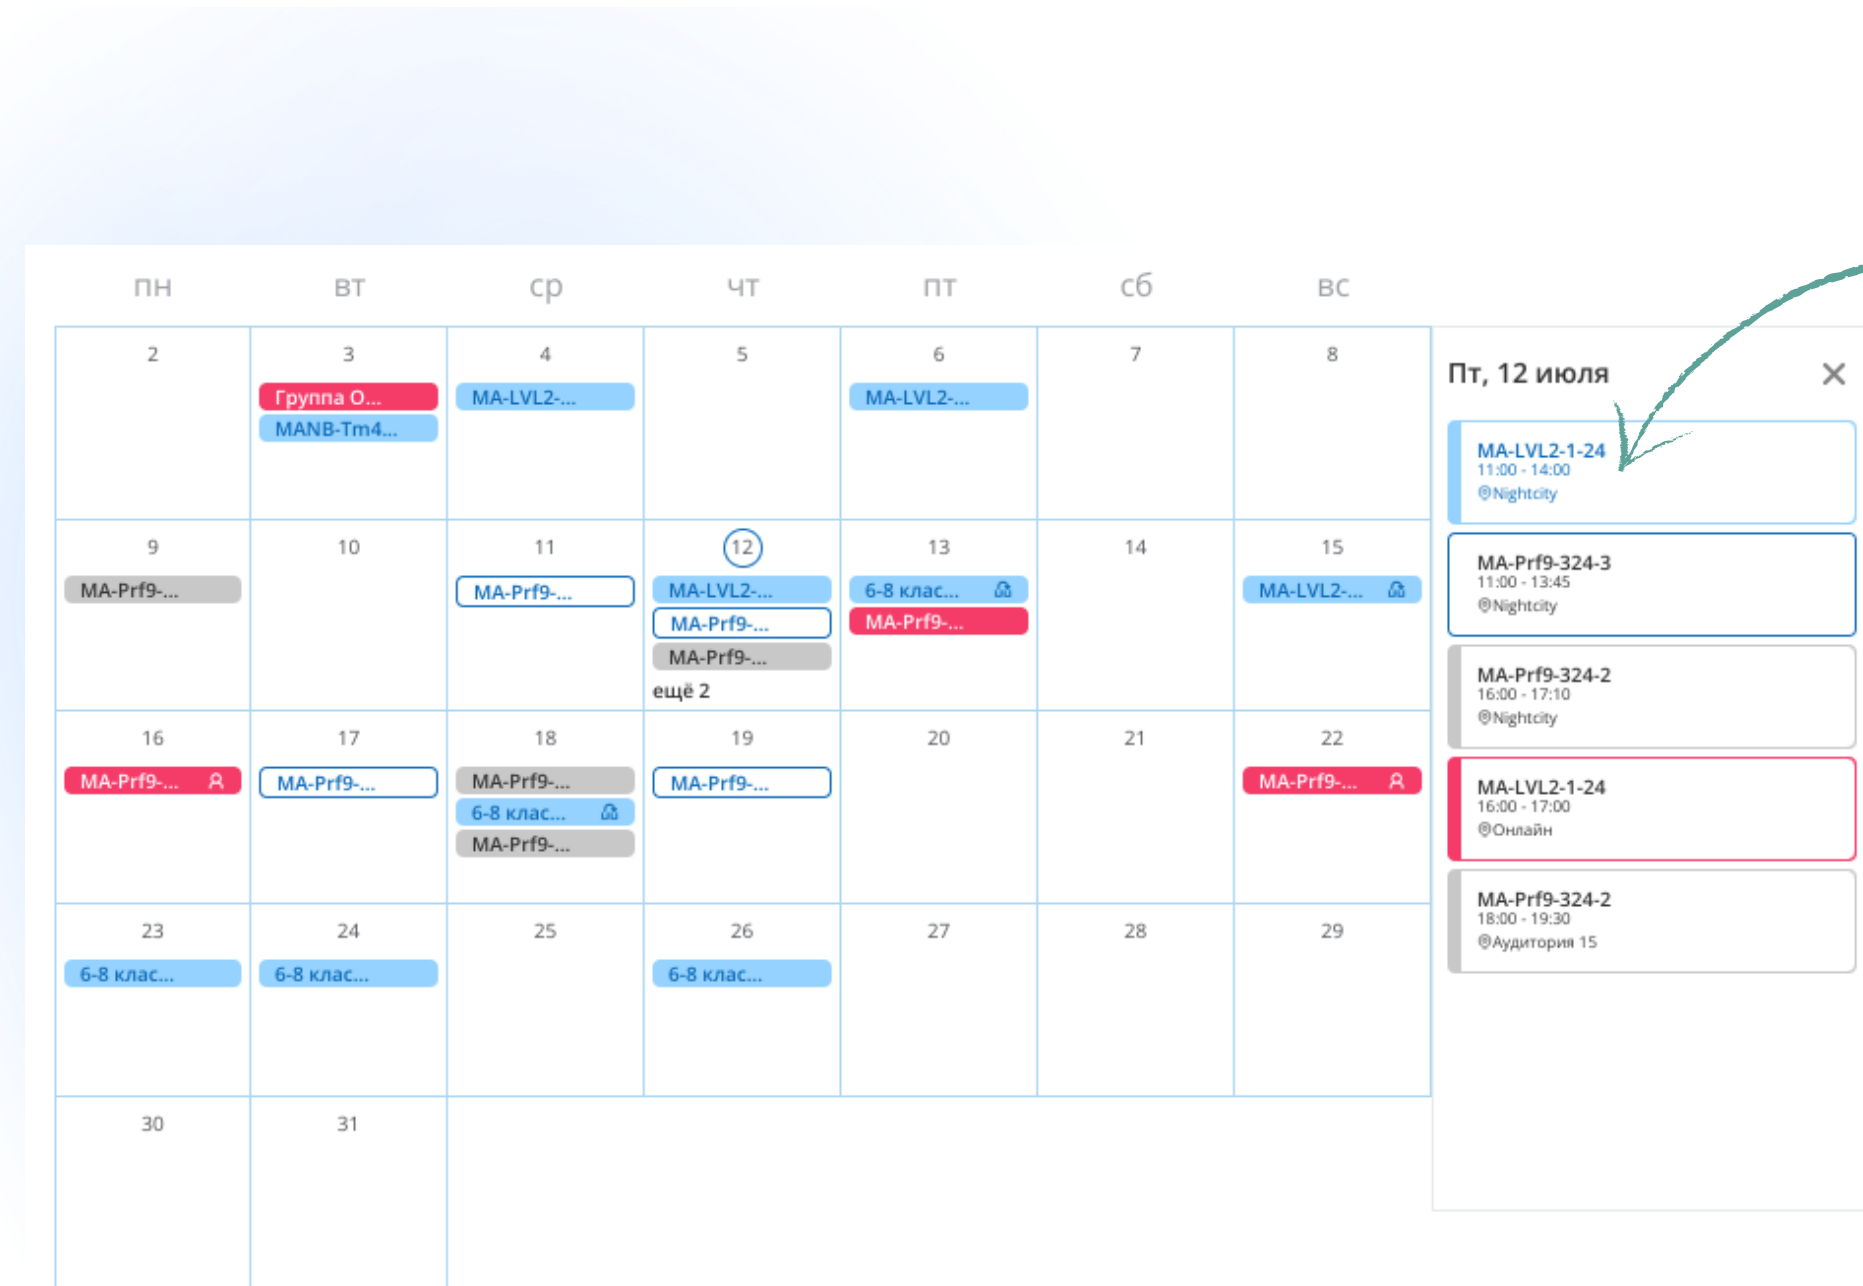 пн вт ср чт пт сб вс
2 3 4 5 6 7 8
Группа О... MA-LVL2-... MA-LVL2-...
MANB-Tm4...
9 10 11 12 13 14 15
MA-Prf9-... MA-Prf9-... MA-LVL2-... 6-8 клас... MA-LVL2-...
MA-Prf9-... MA-Prf9-...
MA-Prf9-...
ещё 2
16 17 18 19 20 21 22
MA-Prf9-... MA-Prf9-... MA-Prf9-... MA-Prf9-... MA-Prf9-...
6-8 клас...
MA-Prf9-...
23 24 25 26 27 28 29
6-8 клас... 6-8 клас... 6-8 клас...
30 31
Пт, 12 июля
MA-LVL2-1-24
11:00 - 14:00
Nightcity
MA-Prf9-324-3
11:00 - 13:45
Nightcity
MA-Prf9-324-2
16:00 - 17:10
Nightcity
MA-LVL2-1-24
16:00 - 17:00
Онлайн
MA-Prf9-324-2
18:00 - 19:30
Аудитория 15